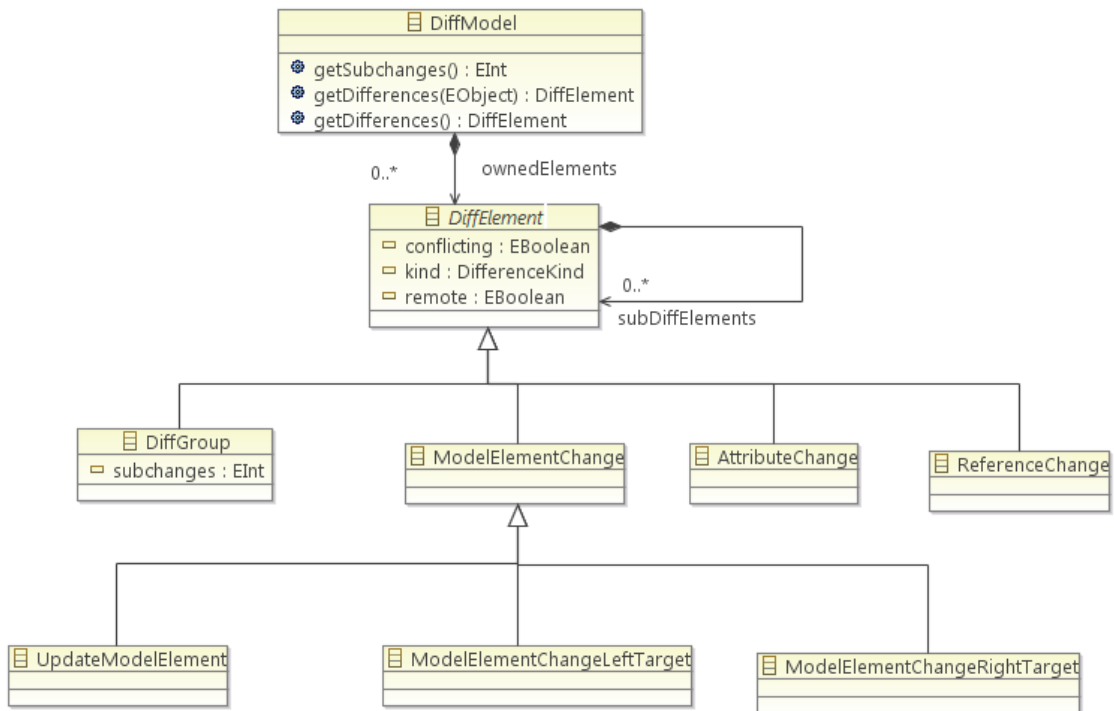 DiffModel
getSubchanges() : EInt
getDifferences(EObject) : DiffElement
getDifferences() : DiffElement
0..*
ownedElements
DiffElement
conflicting : EBoolean
kind : DifferenceKind
remote : EBoolean
0..*
subDiffElements
DiffGroup
subchanges : EInt
ModelElementChange
AttributeChange
ReferenceChange
UpdateModelElement
ModelElementChangeLeftTarget
ModelElementChangeRightTarget